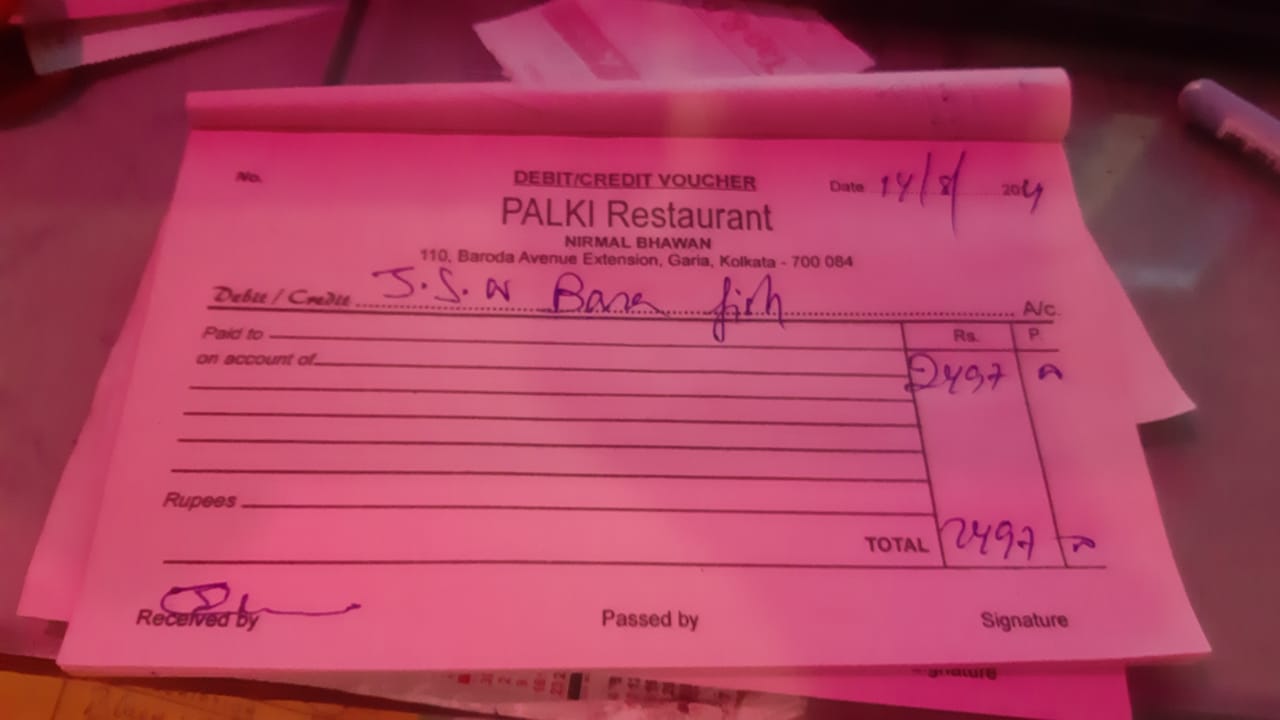 No. DEBIT/CREDIT VOUCHER Date 14/8/ 2024
PALKI Restaurant
NIRMAL BHAWAN
110, Baroda Avenue Extension, Garia, Kolkata - 700 084
Debit / Credit J.S. fish A/c.
Paid to Rs. P.
on account of 2497
Rupees
TOTAL 2497
Received by Passed by Signature